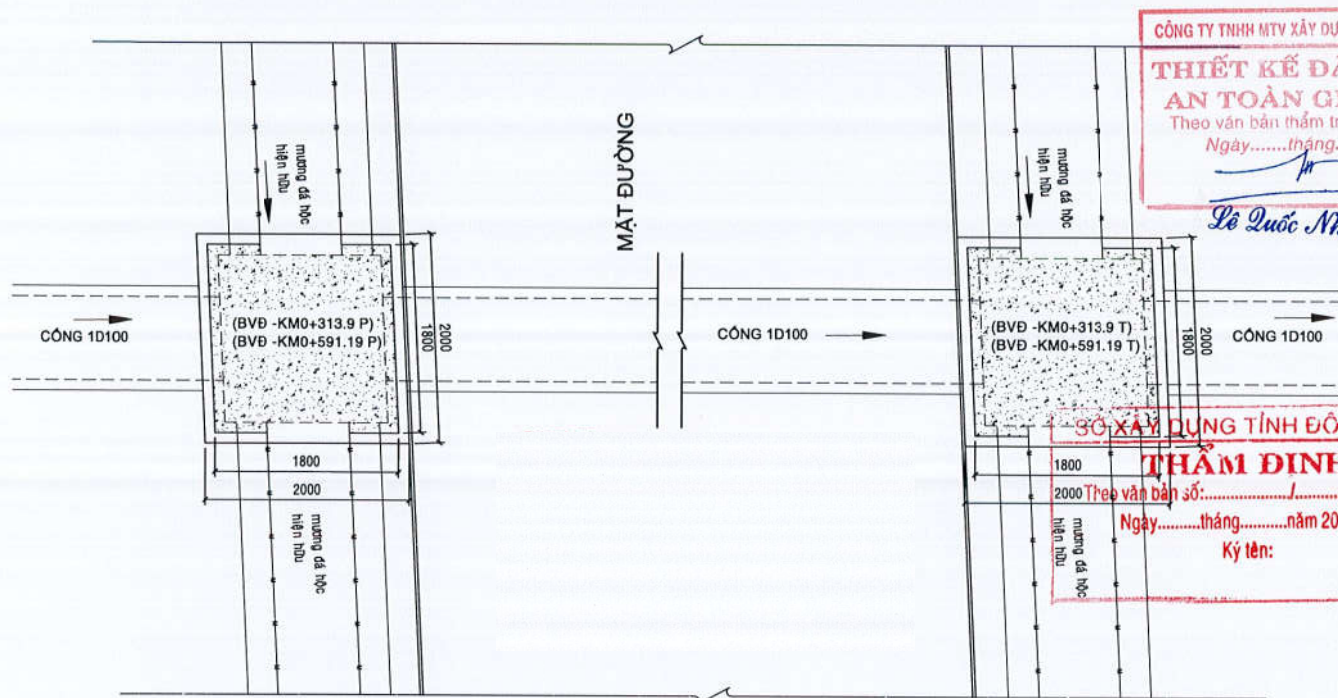 CÔNG TY TNHH MTV XÂY DỰ
THIẾT KẾ
AN TOÀN
Theo văn bản thẩm
Ngày.......tháng.
Lê Quốc
mương đá hộc
hiện hữu
MẶT ĐƯỜNG
mương đá hộc
hiện hữu
CỐNG 1D100
(BVĐ -KM0+313.9 P)
(BVĐ -KM0+591.19 P)
1800
2000
CỐNG 1D100
(BVĐ -KM0+313.9 T)
(BVĐ -KM0+591.19 T)
1800
2000
CỐNG 1D100
1800
2000
mương đá hộc
hiện hữu
1800
2000
mương đá hộc
hiện hữu
SỞ XÂY DỰNG TỈNH
THẨM ĐỊNH
Theo văn bản số:................/........
Ngày.........tháng..........năm 20
Ký tên: